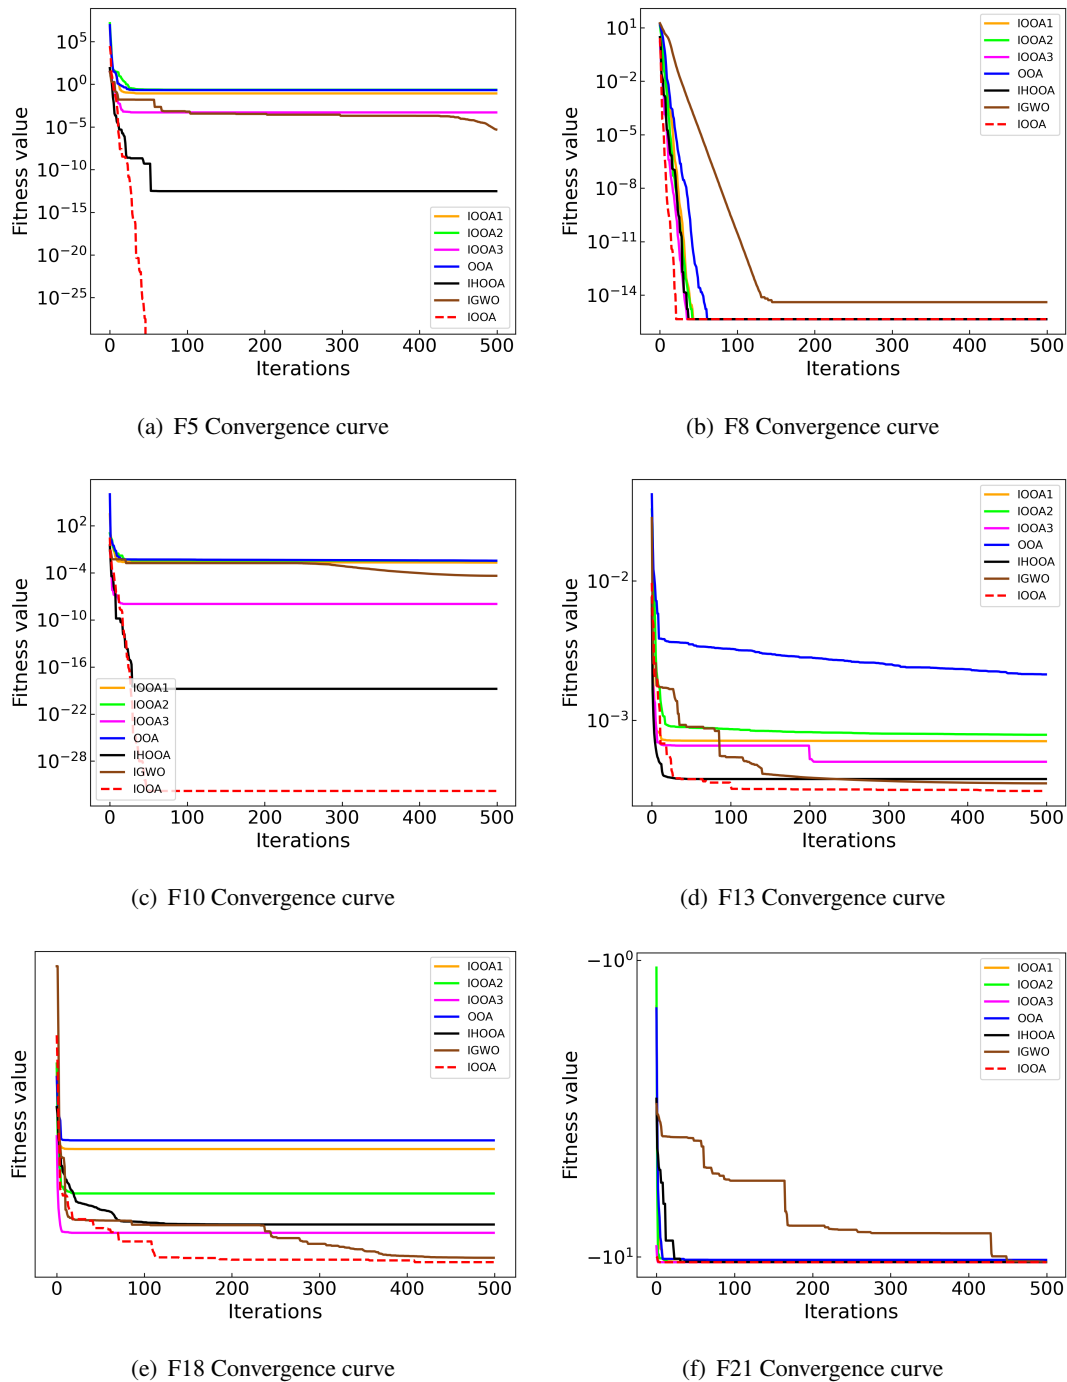 10^5
10^0
10^-5
10^-10
10^-15
10^-20
10^-25
Fitness value
IOOA1
IOOA2
IOOA3
OOA
IHOOA
IGWO
IOOA
0 100 200 300 400 500
Iterations
(a) F5 Convergence curve
10^1
10^-2
10^-5
10^-8
10^-11
10^-14
Fitness value
IOOA1
IOOA2
IOOA3
OOA
IHOOA
IGWO
IOOA
0 100 200 300 400 500
Iterations
(b) F8 Convergence curve
10^2
10^-4
10^-10
10^-16
10^-22
10^-28
Fitness value
IOOA1
IOOA2
IOOA3
OOA
IHOOA
IGWO
IOOA
0 100 200 300 400 500
Iterations
(c) F10 Convergence curve
10^-2
10^-3
Fitness value
IOOA1
IOOA2
IOOA3
OOA
IHOOA
IGWO
IOOA
0 100 200 300 400 500
Iterations
(d) F13 Convergence curve
Fitness value
IOOA1
IOOA2
IOOA3
OOA
IHOOA
IGWO
IOOA
0 100 200 300 400 500
Iterations
(e) F18 Convergence curve
−10^0
−10^1
Fitness value
IOOA1
IOOA2
IOOA3
OOA
IHOOA
IGWO
IOOA
0 100 200 300 400 500
Iterations
(f) F21 Convergence curve